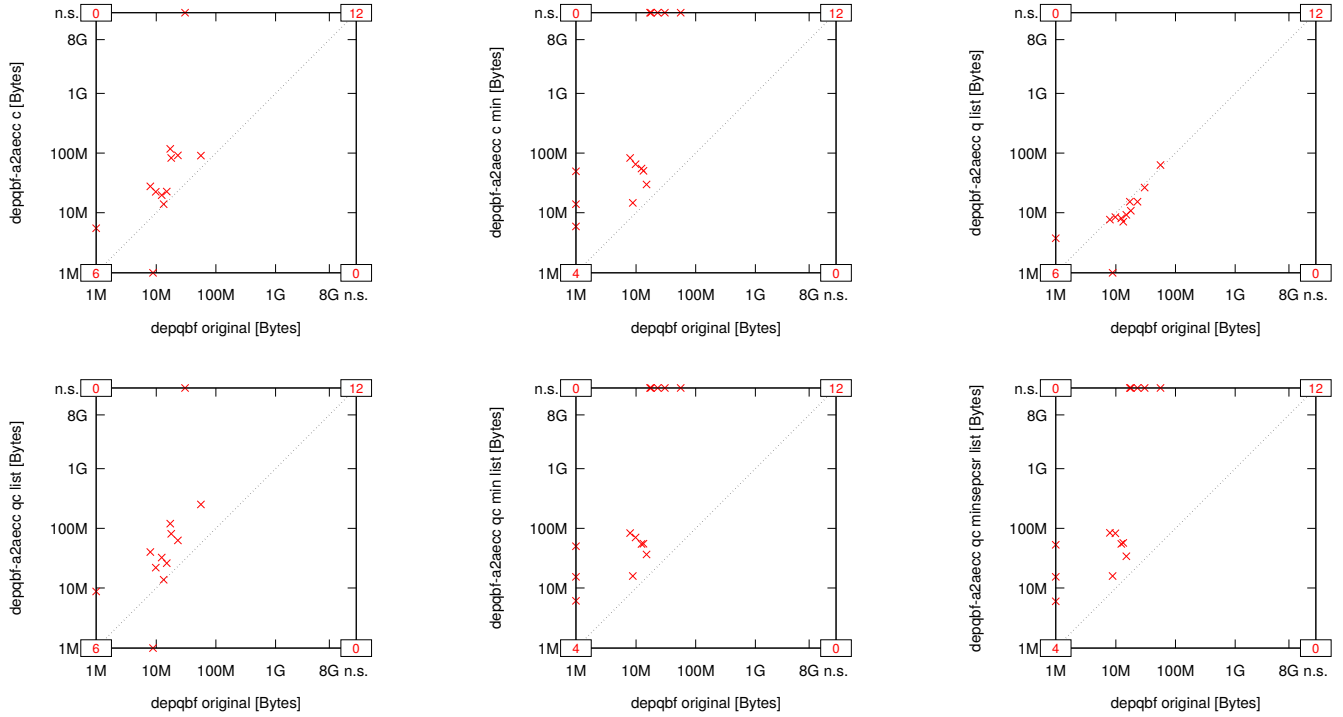 n.s. 0 12
8G
1G
100M
10M
1M 6 0
1M 10M 100M 1G 8G n.s.
depqbf-a2aecc c [Bytes]
depqbf original [Bytes]
n.s. 0 12
8G
1G
100M
10M
1M 4 0
1M 10M 100M 1G 8G n.s.
depqbf-a2aecc c min [Bytes]
depqbf original [Bytes]
n.s. 0 12
8G
1G
100M
10M
1M 6 0
1M 10M 100M 1G 8G n.s.
depqbf-a2aecc q list [Bytes]
depqbf original [Bytes]
n.s. 0 12
8G
1G
100M
10M
1M 6 0
1M 10M 100M 1G 8G n.s.
depqbf-a2aecc qc list [Bytes]
depqbf original [Bytes]
n.s. 0 12
8G
1G
100M
10M
1M 4 0
1M 10M 100M 1G 8G n.s.
depqbf-a2aecc qc min list [Bytes]
depqbf original [Bytes]
n.s. 0 12
8G
1G
100M
10M
1M 4 0
1M 10M 100M 1G 8G n.s.
depqbf-a2aecc qc minsepcsr list [Bytes]
depqbf original [Bytes]